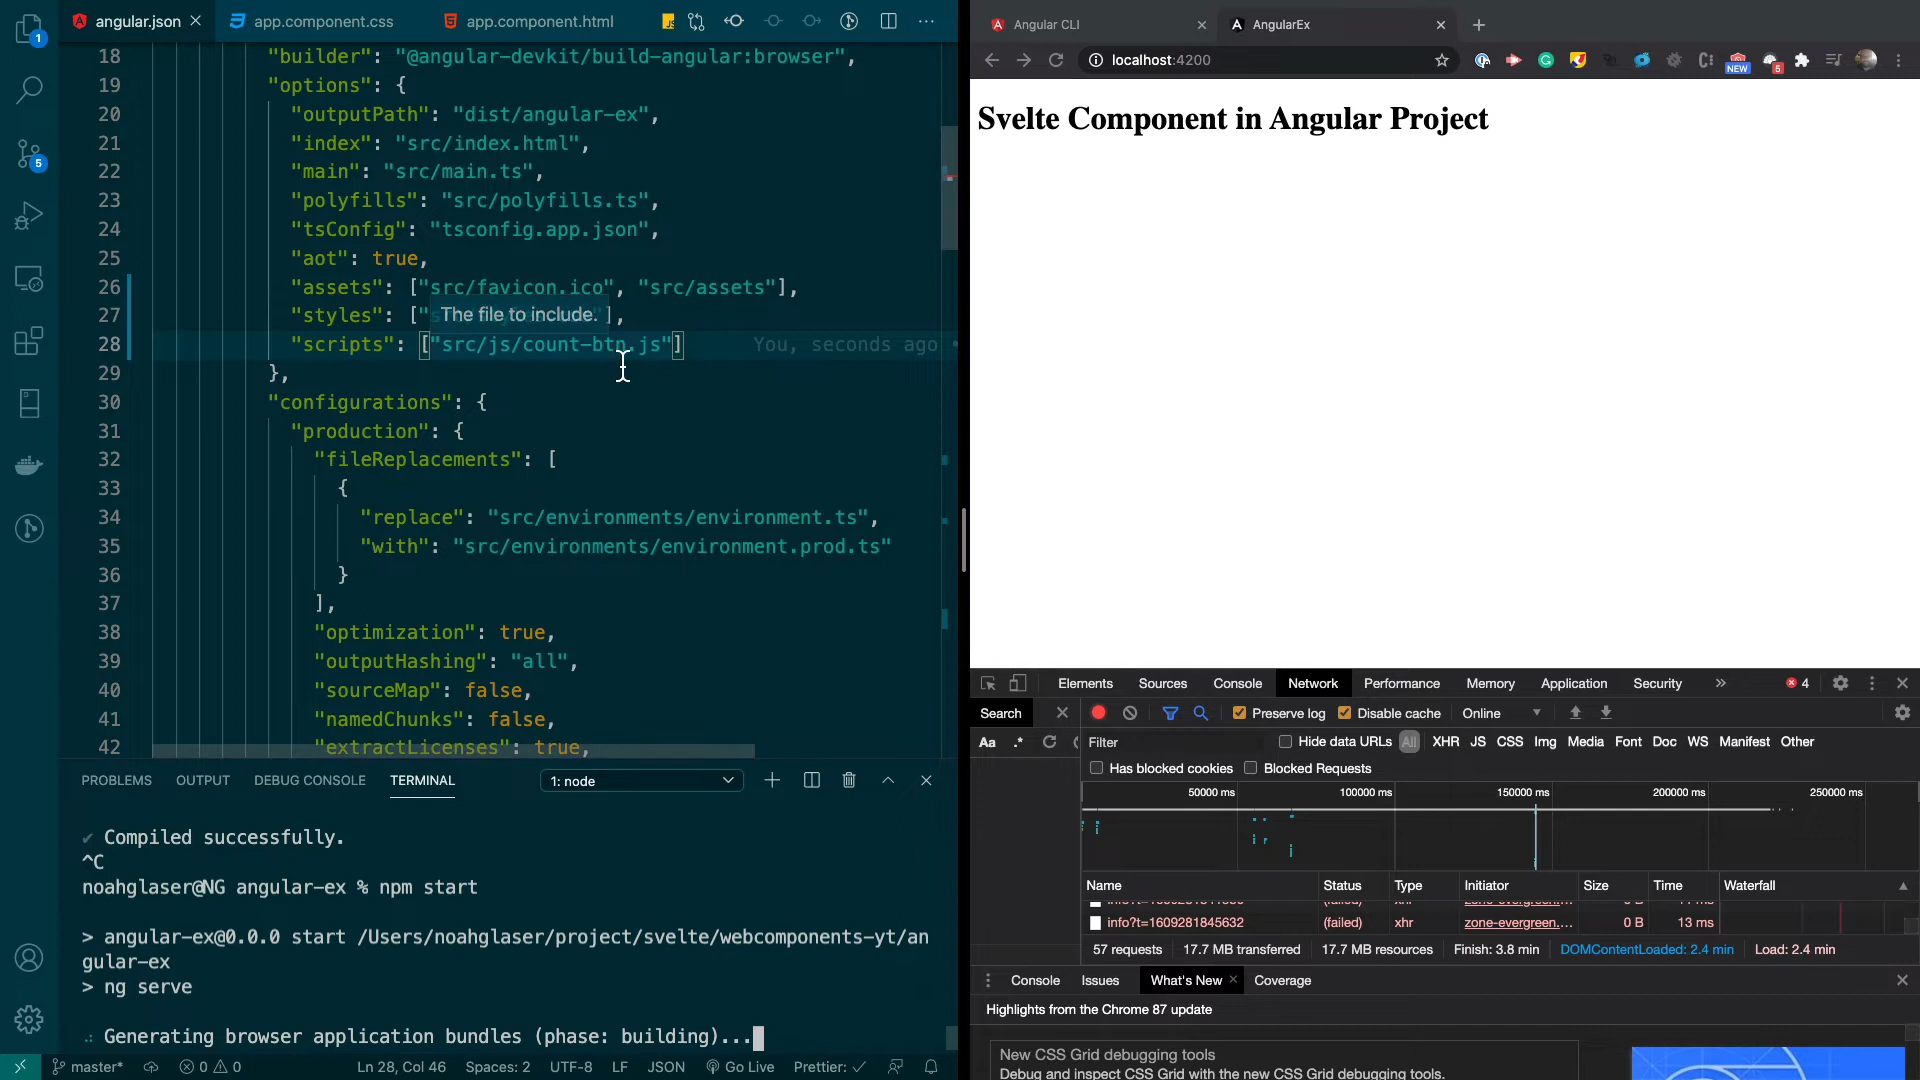 angular.json
app.component.css
app.component.html
Angular CLI
AngularEx
localhost:4200
NEW
5
1
5
18 "builder": "@angular-devkit/build-angular:browser",
19 "options": {
20 "outputPath": "dist/angular-ex",
21 "index": "src/index.html",
22 "main": "src/main.ts",
23 "polyfills": "src/polyfills.ts",
24 "tsConfig": "tsconfig.app.json",
25 "aot": true,
26 "assets": ["src/favicon.ico", "src/assets"],
27 "styles": [" The file to include. ],
28 "scripts": ["src/js/count-btn.js"] You, seconds ago
29 },
30 "configurations": {
31 "production": {
32 "fileReplacements": [
33 {
34 "replace": "src/environments/environment.ts",
35 "with": "src/environments/environment.prod.ts"
36 }
37 ],
38 "optimization": true,
39 "outputHashing": "all",
40 "sourceMap": false,
41 "namedChunks": false,
42 "extractLicenses": true,
PROBLEMS OUTPUT DEBUG CONSOLE TERMINAL 1: node
✔ Compiled successfully.
^C
noahglaser@NG angular-ex % npm start
> angular-ex@0.0.0 start /Users/noahglaser/project/svelte/webcomponents-yt/an
gular-ex
> ng serve
Generating browser application bundles (phase: building)...
master* 0 0 Ln 28, Col 46 Spaces: 2 UTF-8 LF JSON Go Live Prettier: ✓
Svelte Component in Angular Project
Elements Sources Console Network Performance Memory Application Security » 4
Search Preserve log Disable cache Online
Aa .* Filter Hide data URLs All XHR JS CSS Img Media Font Doc WS Manifest Other
Has blocked cookies Blocked Requests
50000 ms 100000 ms 150000 ms 200000 ms 250000 ms
Name Status Type Initiator Size Time Waterfall
info?t=1609281845632 (failed) xhr zone-evergreen.… 0 B 13 ms
57 requests 17.7 MB transferred 17.7 MB resources Finish: 3.8 min DOMContentLoaded: 2.4 min Load: 2.4 min
Console Issues What's New Coverage
Highlights from the Chrome 87 update
New CSS Grid debugging tools
Debug and inspect CSS Grid with the new CSS Grid debugging tools.